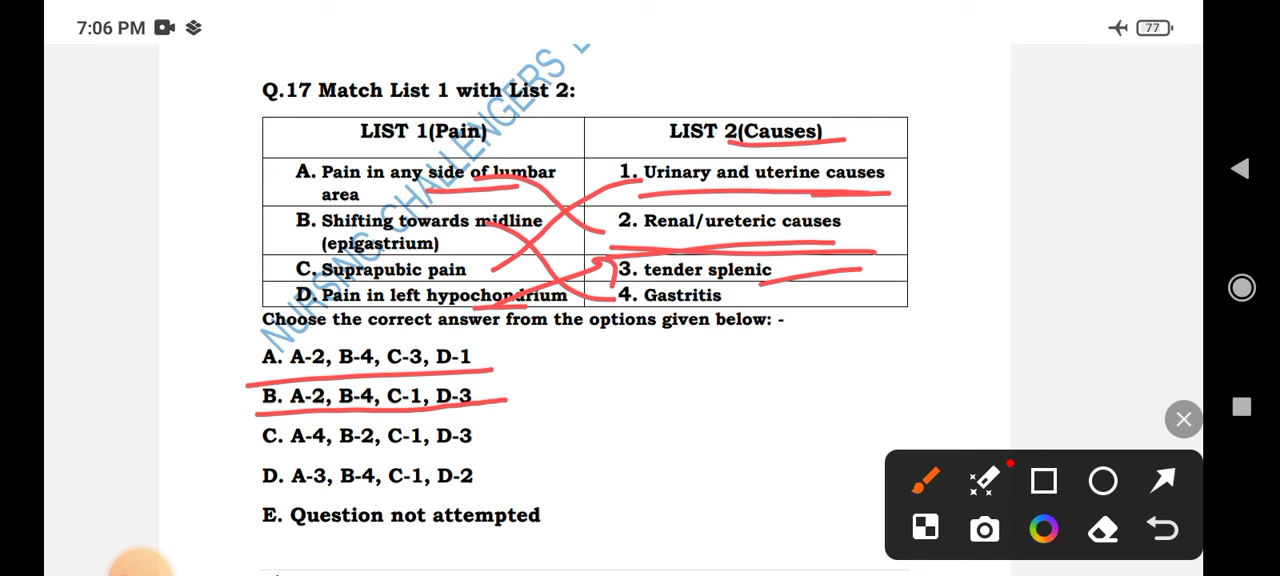 7:06 PM
77
Q.17 Match List 1 with List 2:
LIST 1(Pain)
LIST 2(Causes)
A. Pain in any side of lumbar area
1. Urinary and uterine causes
B. Shifting towards midline (epigastrium)
2. Renal/ureteric causes
C. Suprapubic pain
3. tender splenic
D. Pain in left hypochondrium
4. Gastritis
Choose the correct answer from the options given below: -
A. A-2, B-4, C-3, D-1
B. A-2, B-4, C-1, D-3
C. A-4, B-2, C-1, D-3
D. A-3, B-4, C-1, D-2
E. Question not attempted
NURSING CHALLENGERS